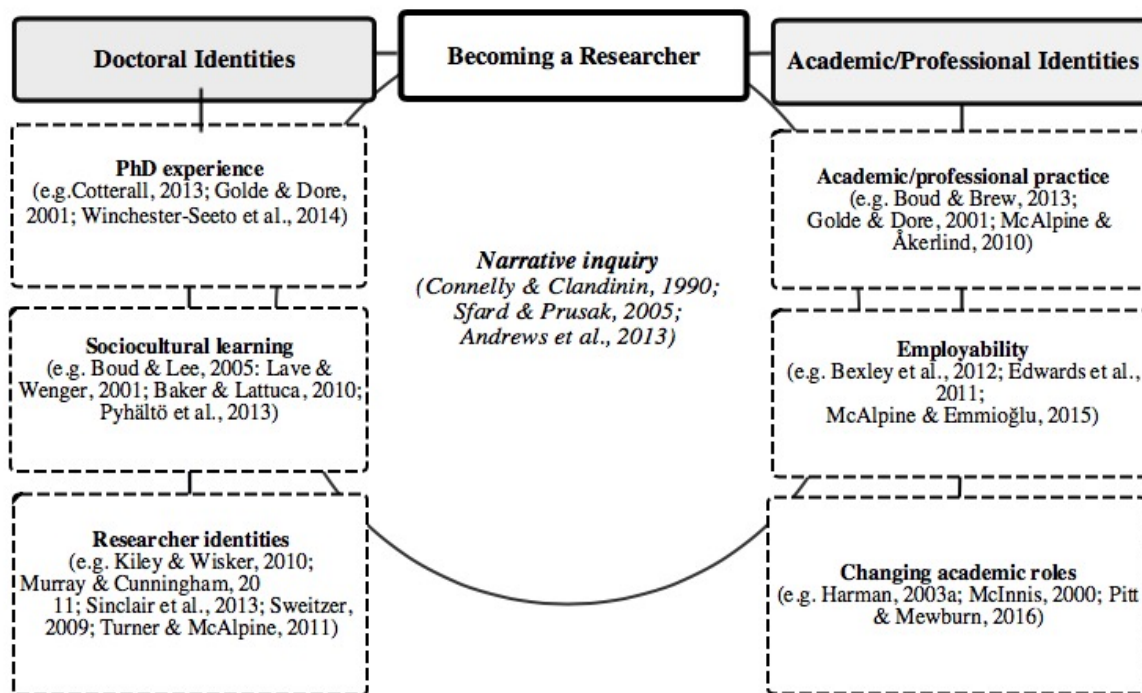 Doctoral Identities
Becoming a Researcher
Academic/Professional Identities
PhD experience
(e.g.Cotterall, 2013; Golde & Dore,
2001; Winchester-Seeto et al., 2014)
Sociocultural learning
(e.g. Boud & Lee, 2005: Lave &
Wenger, 2001; Baker & Lattuca, 2010;
Pyhältö et al., 2013)
Researcher identities
(e.g. Kiley & Wisker, 2010;
Murray & Cunningham, 20
11; Sinclair et al., 2013; Sweitzer,
2009; Turner & McAlpine, 2011)
Narrative inquiry
(Connelly & Clandinin, 1990;
Sfard & Prusak, 2005;
Andrews et al., 2013)
Academic/professional practice
(e.g. Boud & Brew, 2013;
Golde & Dore, 2001; McAlpine &
Åkerlind, 2010)
Employability
(e.g. Bexley et al., 2012; Edwards et al.,
2011;
McAlpine & Emmioğlu, 2015)
Changing academic roles
(e.g. Harman, 2003a; McInnis, 2000; Pitt
& Mewburn, 2016)